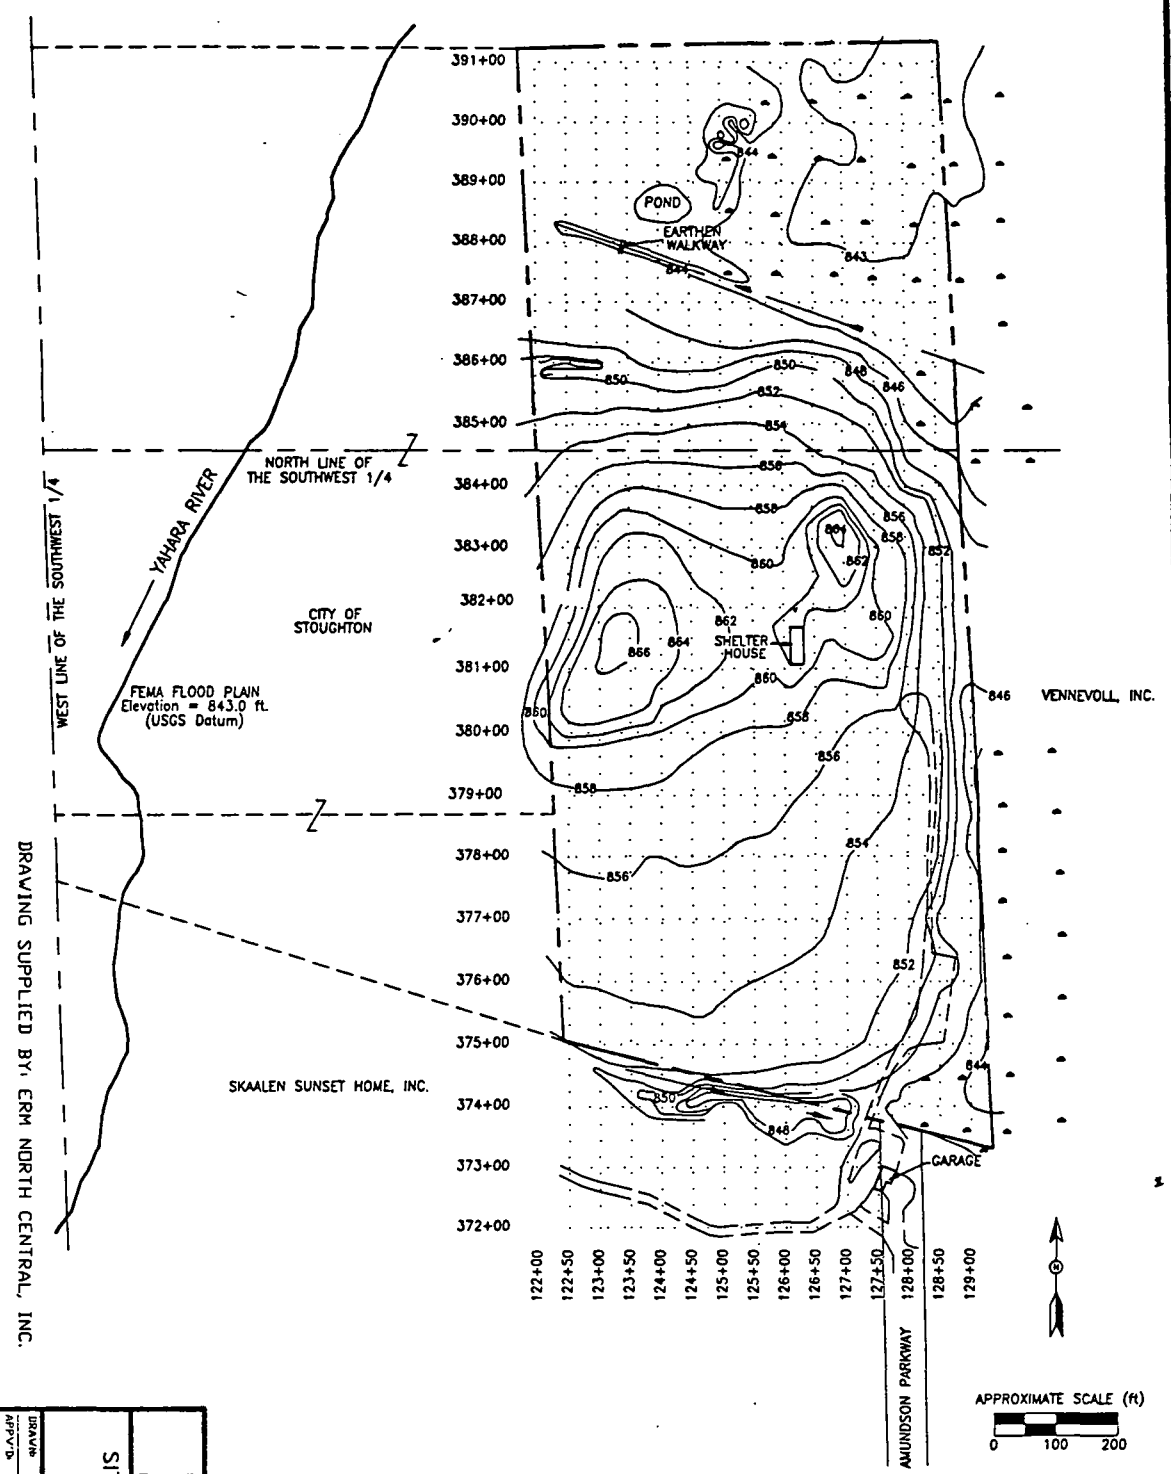 391+00
390+00
389+00
388+00
387+00
386+00
385+00
384+00
383+00
382+00
381+00
380+00
379+00
378+00
377+00
376+00
375+00
374+00
373+00
372+00
844
POND
EARTHEN
WALKWAY
844
843
850
848
846
850
852
854
856
858
856
858
864
862
852
860
860
862
864
866
SHELTER
HOUSE
860
860
858
856
858
854
856
852
846
VENNEVOLL, INC.
844
850
848
GARAGE
NORTH LINE OF
THE SOUTHWEST 1/4
WEST LINE OF THE SOUTHWEST 1/4
YAHARA RIVER
CITY OF
STOUGHTON
FEMA FLOOD PLAIN
Elevation = 843.0 ft.
(USGS Datum)
SKAALEN SUNSET HOME, INC.
122+00
122+50
123+00
123+50
124+00
124+50
125+00
125+50
126+00
126+50
127+00
127+50
128+00
128+50
129+00
AMUNDSON PARKWAY
N
APPROXIMATE SCALE (ft)
0 100 200
DRAWING SUPPLIED BY: ERM NORTH CENTRAL, INC.
DRAWN
APPV'D